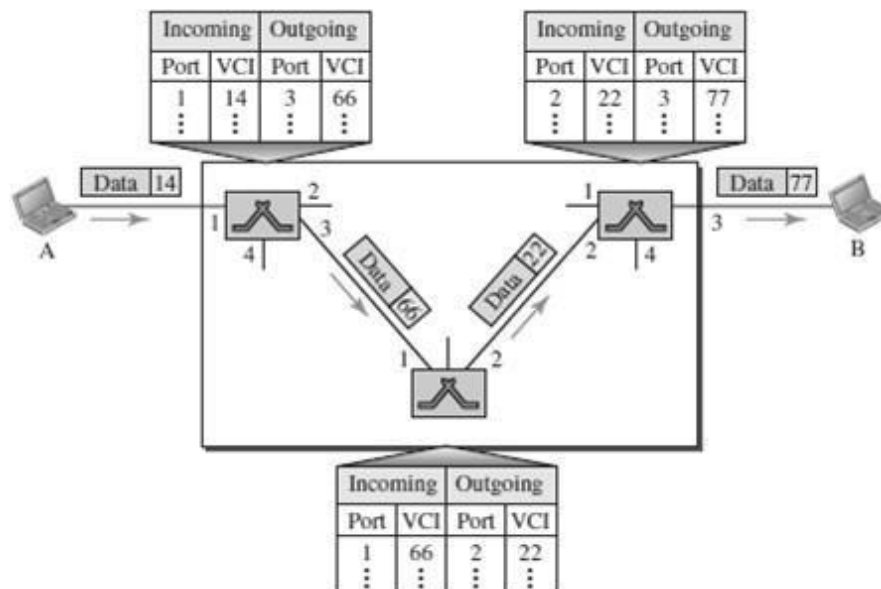 Incoming Outgoing
Port VCI Port VCI
1 14 3 66
Incoming Outgoing
Port VCI Port VCI
2 22 3 77
Data 14
A
1
2
3
4
Data 66
1
2
Data 22
1
2
3
4
Data 77
B
Incoming Outgoing
Port VCI Port VCI
1 66 2 22